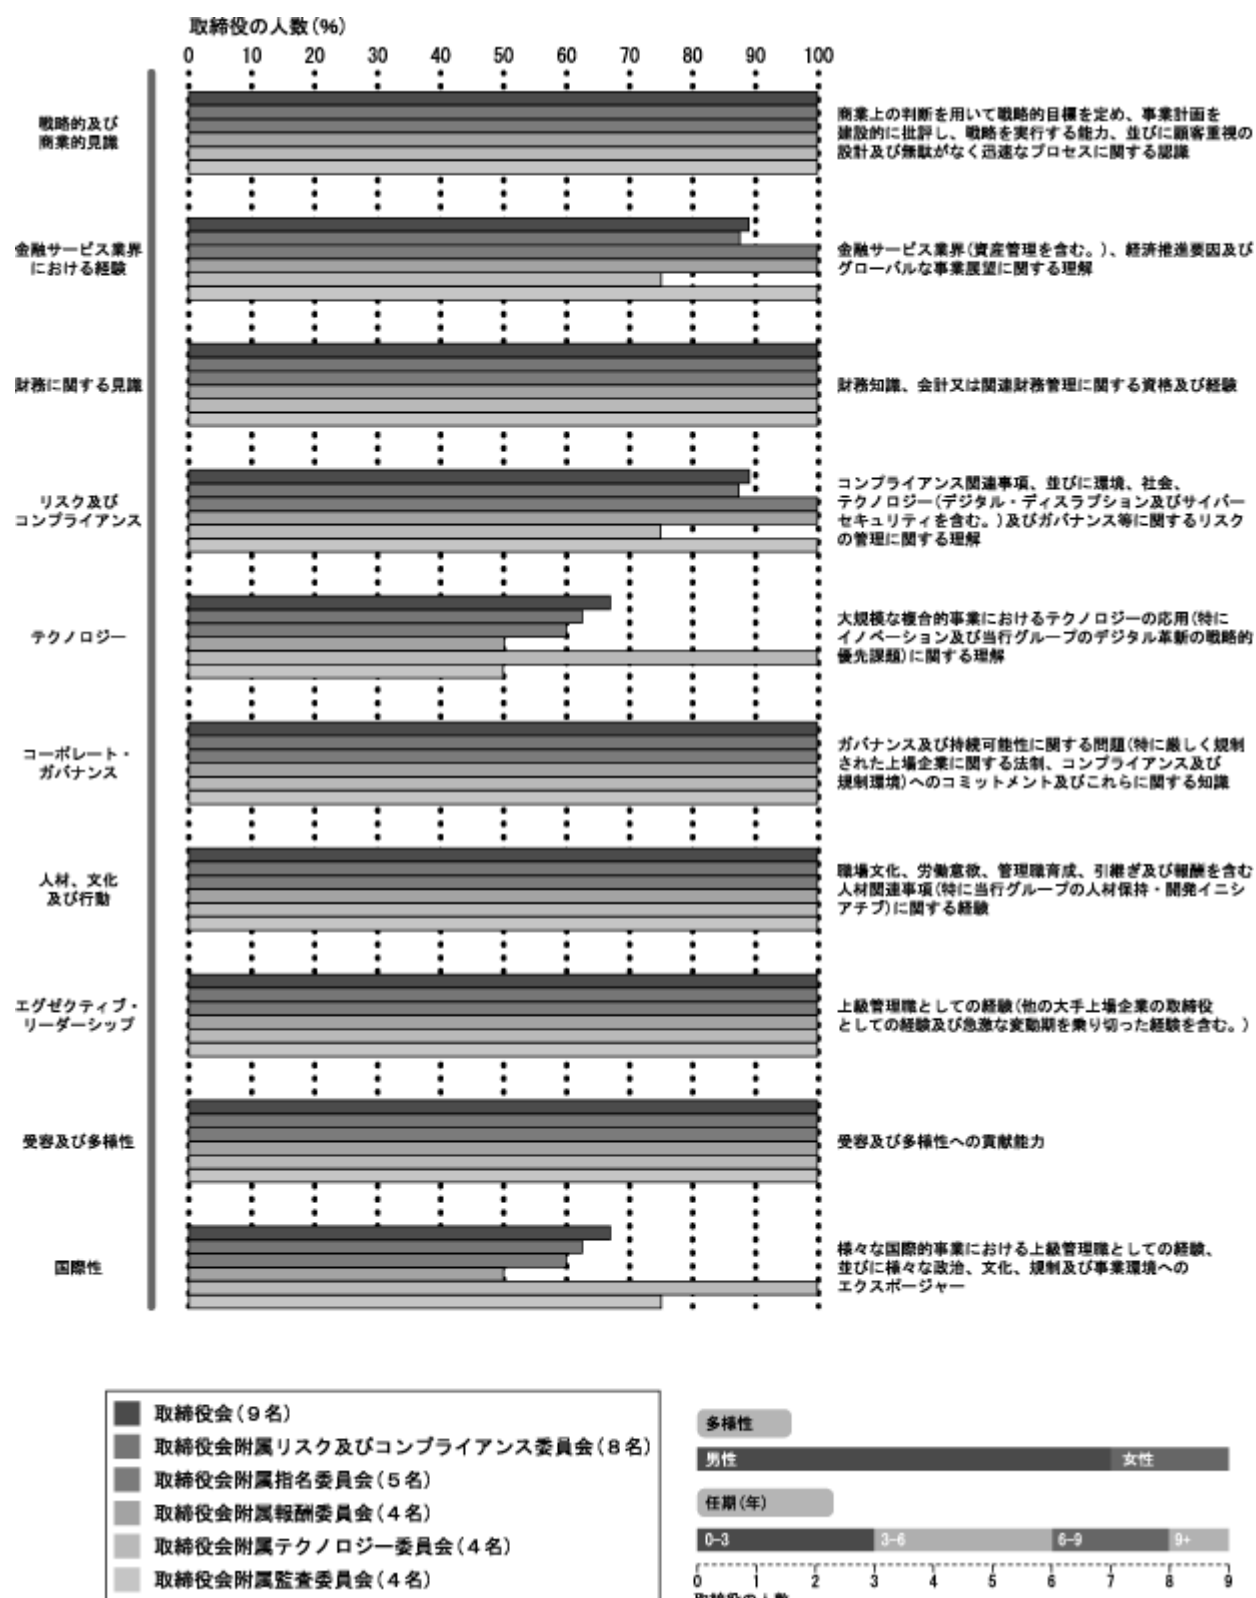 取締役の人数(%)
0 10 20 30 40 50 60 70 80 90 100
戦略的及び
商業的見識
商業上の判断を用いて戦略的目標を定め、事業計画を
建設的に批評し、戦略を実行する能力、並びに顧客重視の
設計及び無駄がなく迅速なプロセスに関する認識
金融サービス業界
における経験
金融サービス業界(資産管理を含む。)、経済推進要因及び
グローバルな事業展望に関する理解
財務に関する見識
財務知識、会計又は関連財務管理に関する資格及び経験
リスク及び
コンプライアンス
コンプライアンス関連事項、並びに環境、社会、
テクノロジー(デジタル・ディスラプション及びサイバー
セキュリティを含む。)及びガバナンス等に関するリスク
の管理に関する理解
テクノロジー
大規模な複合的事業におけるテクノロジーの応用(特に
イノベーション及び当行グループのデジタル革新の戦略的
優先課題)に関する理解
コーポレート・
ガバナンス
ガバナンス及び持続可能性に関する問題(特に厳しく規制
された上場企業に関する法制、コンプライアンス及び
規制環境)へのコミットメント及びこれらに関する知識
人材、文化
及び行動
職場文化、労働意欲、管理職育成、引継ぎ及び報酬を含む
人材関連事項(特に当行グループの人材保持・開発イニシ
アチブ)に関する経験
エグゼクティブ・
リーダーシップ
上級管理職としての経験(他の大手上場企業の取締役
としての経験及び急激な変動期を乗り切った経験を含む。)
受容及び多様性
受容及び多様性への貢献能力
国際性
様々な国際的事業における上級管理職としての経験、
並びに様々な政治、文化、規制及び事業環境への
エクスポージャー
取締役会(9名)
取締役会附属リスク及びコンプライアンス委員会(8名)
取締役会附属指名委員会(5名)
取締役会附属報酬委員会(4名)
取締役会附属テクノロジー委員会(4名)
取締役会附属監査委員会(4名)
多様性
男性 女性
任期(年)
0-3 3-6 6-9 9+
0 1 2 3 4 5 6 7 8 9
取締役の人数